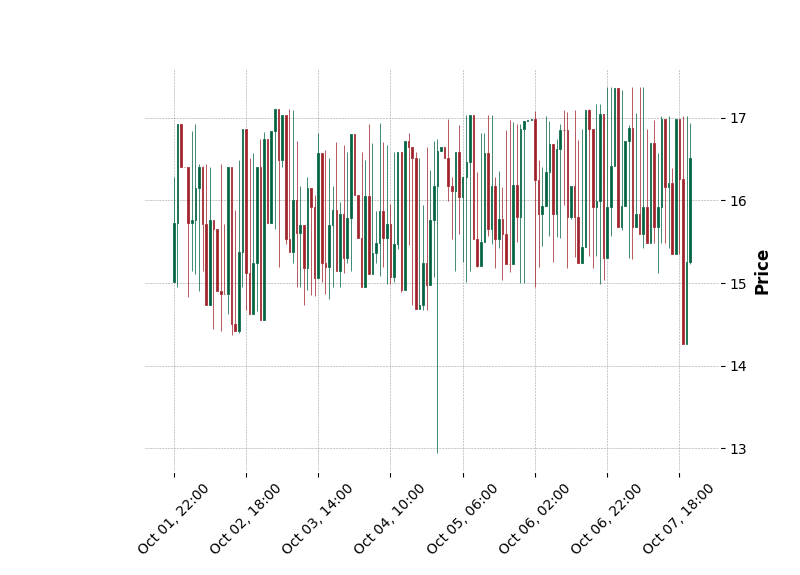 17
16
15
14
13
Price
Oct 01, 22:00
Oct 02, 18:00
Oct 03, 14:00
Oct 04, 10:00
Oct 05, 06:00
Oct 06, 02:00
Oct 06, 22:00
Oct 07, 18:00